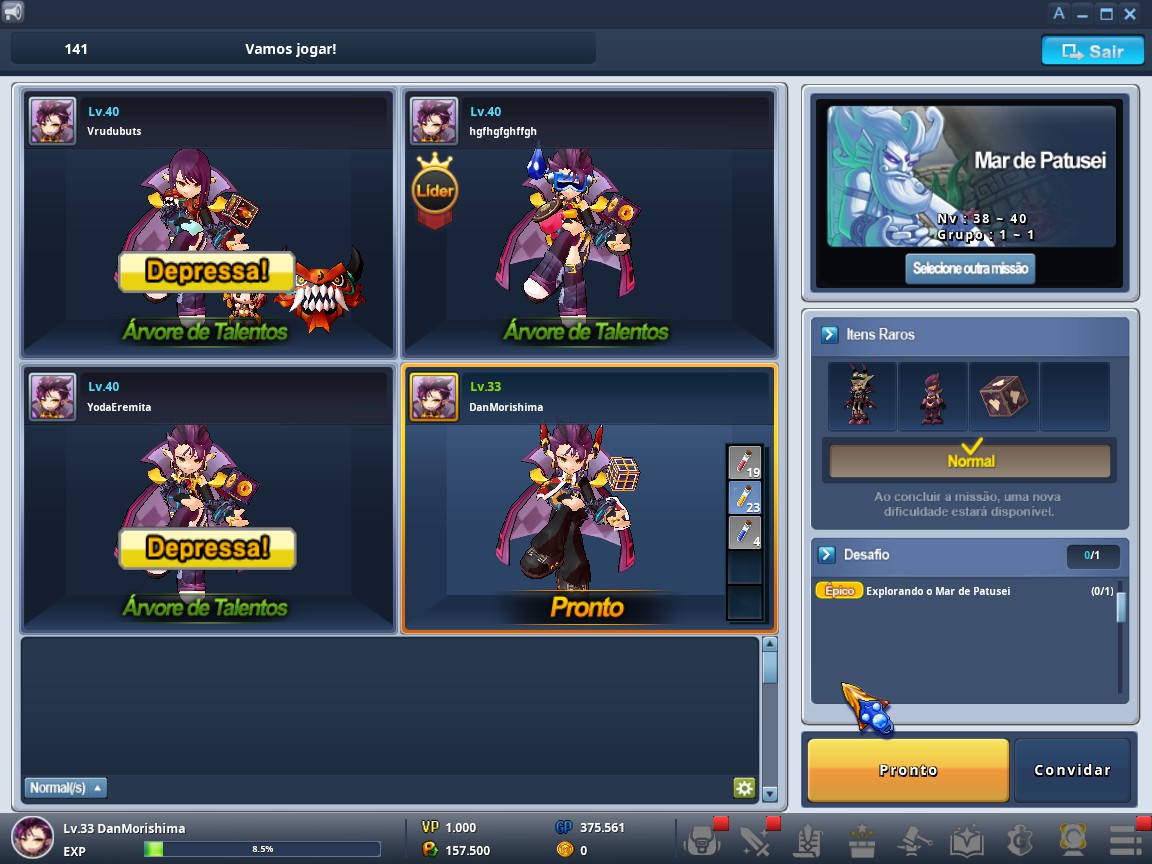 A
141
Vamos jogar!
Sair
Lv.40
Vrudubuts
Depressa!
Árvore de Talentos
Lv.40
hgfhgfghffgh
Líder
Árvore de Talentos
Lv.40
YodaEremita
Depressa!
Árvore de Talentos
Lv.33
DanMorishima
19
23
4
Pronto
Mar de Patusei
Nv : 38 ~ 40
Grupo : 1 ~ 1
Selecione outra missão
Itens Raros
Normal
Ao concluir a missão, uma nova
dificuldade estará disponível.
Desafio
0/1
Épico Explorando o Mar de Patusei (0/1)
Normal(/s)
Pronto
Convidar
Lv.33 DanMorishima
EXP
8.5%
VP 1.000
GP 375.561
157.500
0